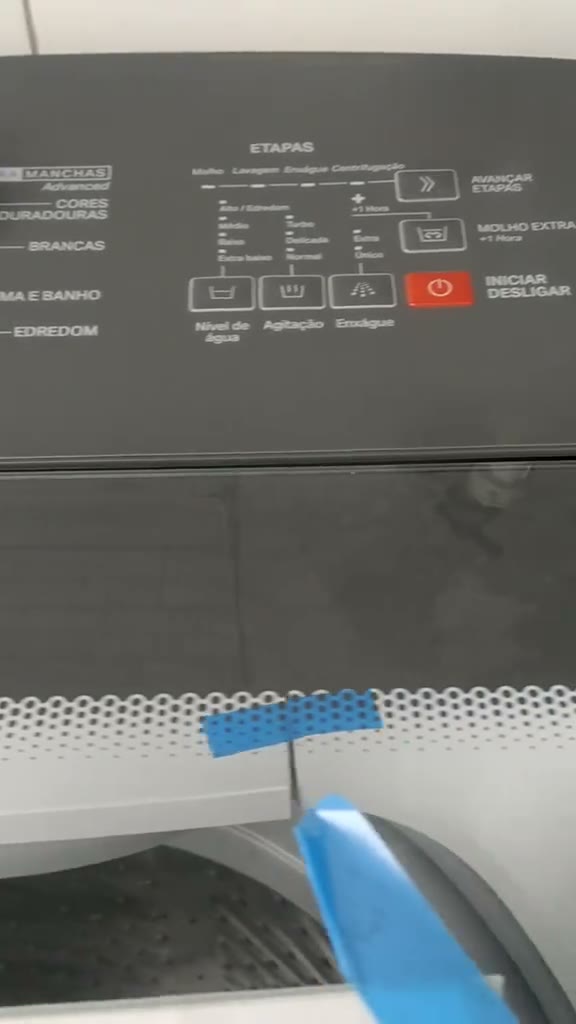 ETAPAS
Molho Lavagem Enxágue Centrifugação
MANCHAS
Advanced
CORES
DURADOURAS
BRANCAS
MA E BANHO
EDREDOM
Alto / Edredom
Médio
Baixo
Extra baixo
Turbo
Delicada
Normal
+1 Hora
Extra
Único
AVANÇAR
ETAPAS
MOLHO EXTRA
+1 Hora
INICIAR
DESLIGAR
Nível de
água
Agitação
Enxágue